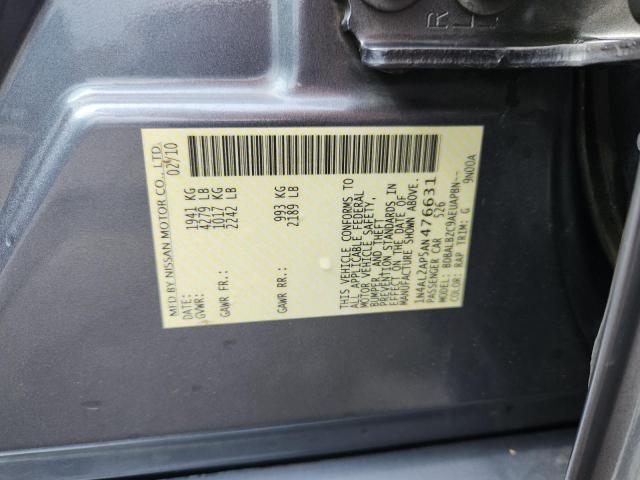 MFD BY NISSAN MOTOR CO., LTD.
DATE: 02/10
GVWR: 1941 KG
4279 LB
GAWR FR.: 1017 KG
2242 LB
GAWR RR.: 993 KG
2189 LB
THIS VEHICLE CONFORMS TO
ALL APPLICABLE FEDERAL
MOTOR VEHICLE SAFETY,
BUMPER, AND THEFT
PREVENTION STANDARDS IN
EFFECT ON THE DATE OF
MANUFACTURE SHOWN ABOVE.
1N4AL2AP5AN476631
PASSENGER CAR S26
MODEL: BDBALBZC9AEUAPBN--
COLOR: BAP TRIM: G 9N00A
R